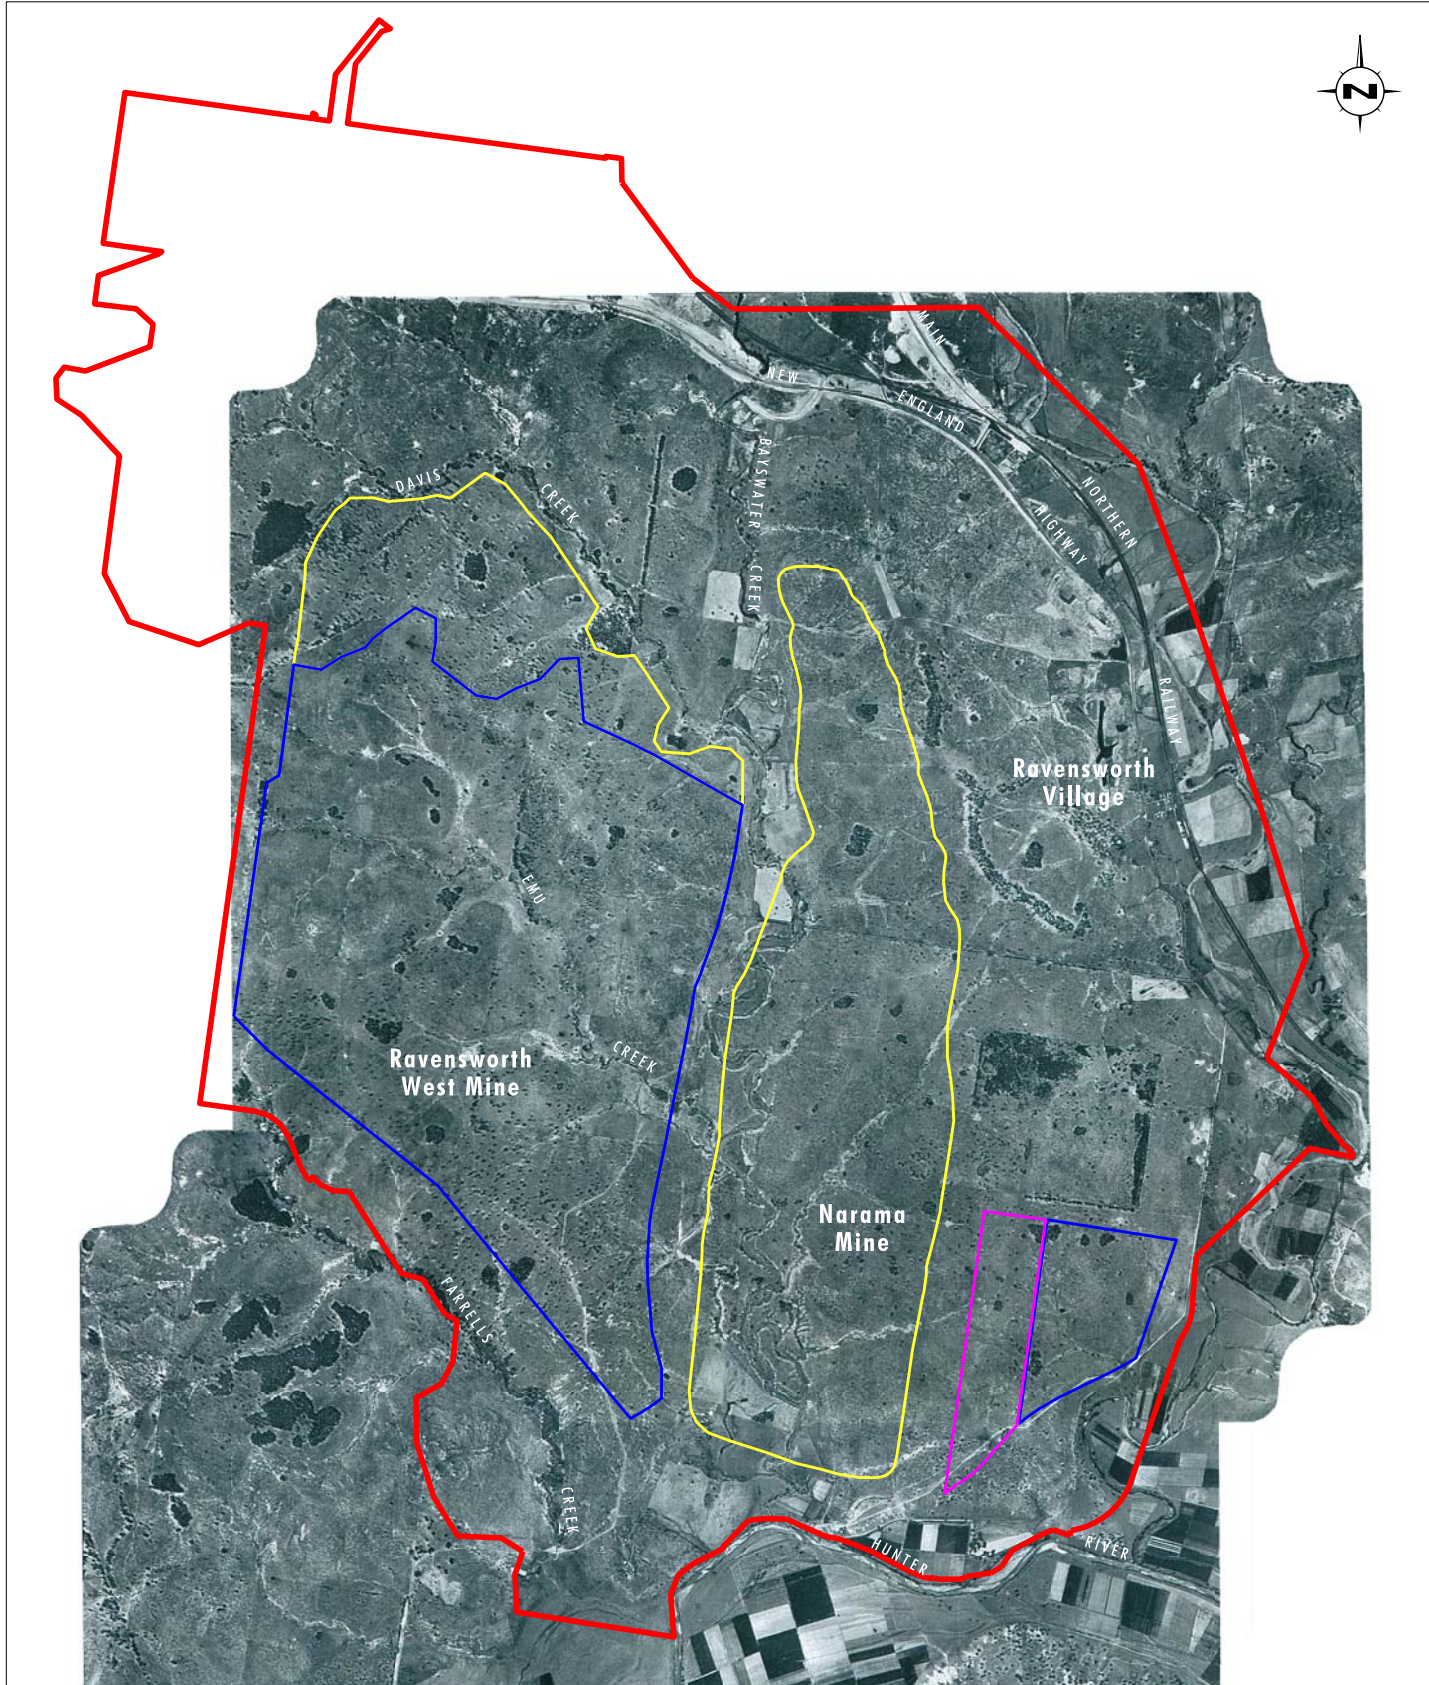 N
MAIN
NEW
ENGLAND
HIGHWAY
NORTHERN
RAILWAY
BAYSWATER
CREEK
DAVIS
CREEK
Ravensworth
Village
EMU
CREEK
Ravensworth
West Mine
Narama
Mine
FARRELLS
CREEK
HUNTER
RIVER